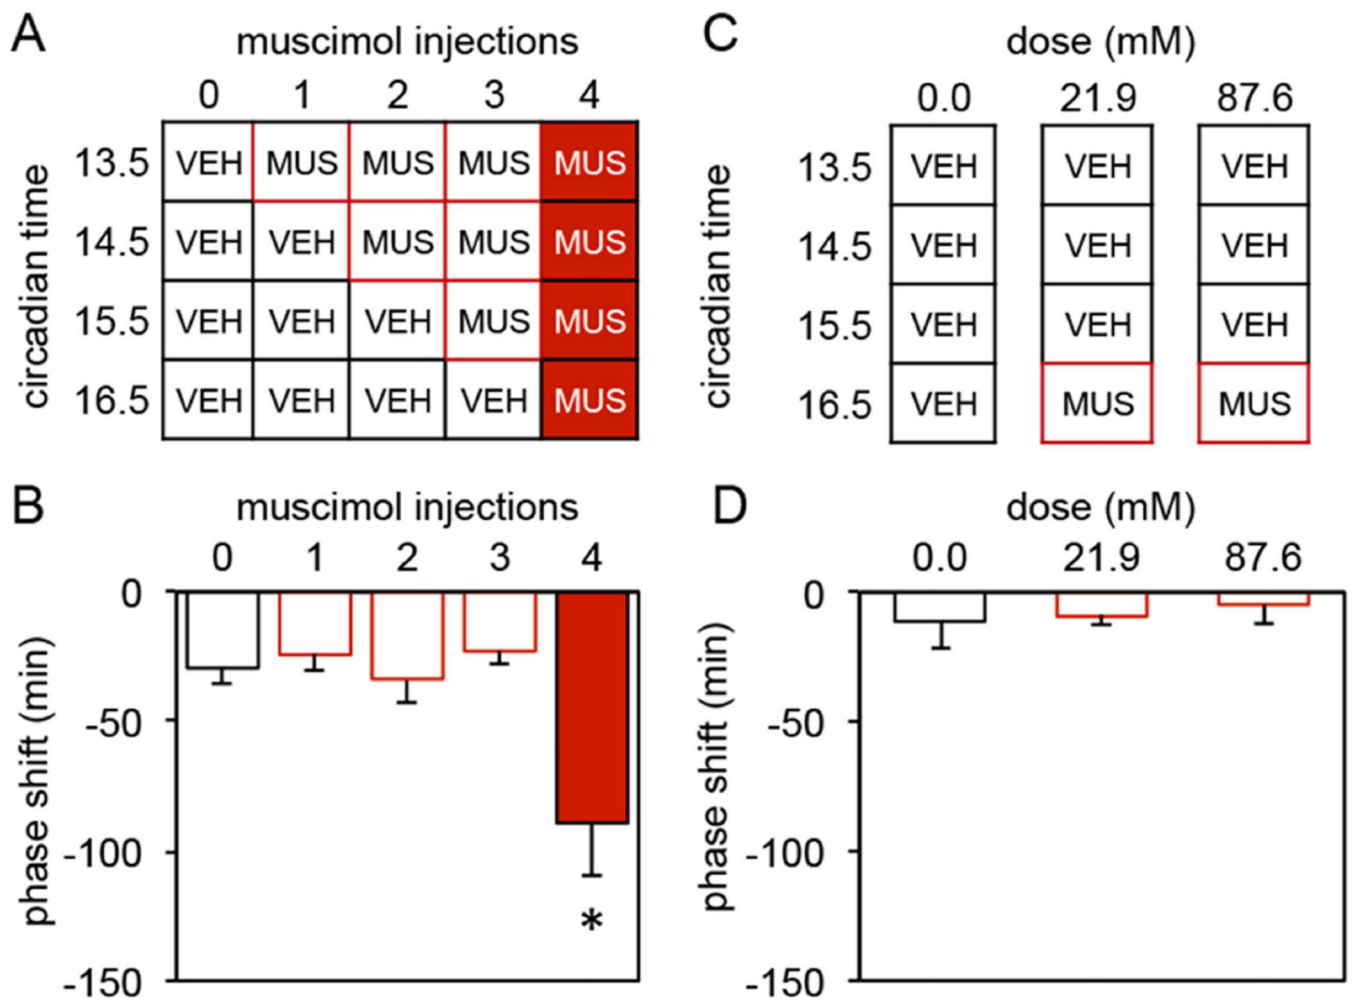 A
muscimol injections
0 1 2 3 4
circadian time
13.5 VEH MUS MUS MUS MUS
14.5 VEH VEH MUS MUS MUS
15.5 VEH VEH VEH MUS MUS
16.5 VEH VEH VEH VEH MUS
B
muscimol injections
0 1 2 3 4
phase shift (min)
0
-50
-100
*
-150
C
dose (mM)
0.0 21.9 87.6
circadian time
13.5 VEH VEH VEH
14.5 VEH VEH VEH
15.5 VEH VEH VEH
16.5 VEH MUS MUS
D
dose (mM)
0.0 21.9 87.6
phase shift (min)
0
-50
-100
-150